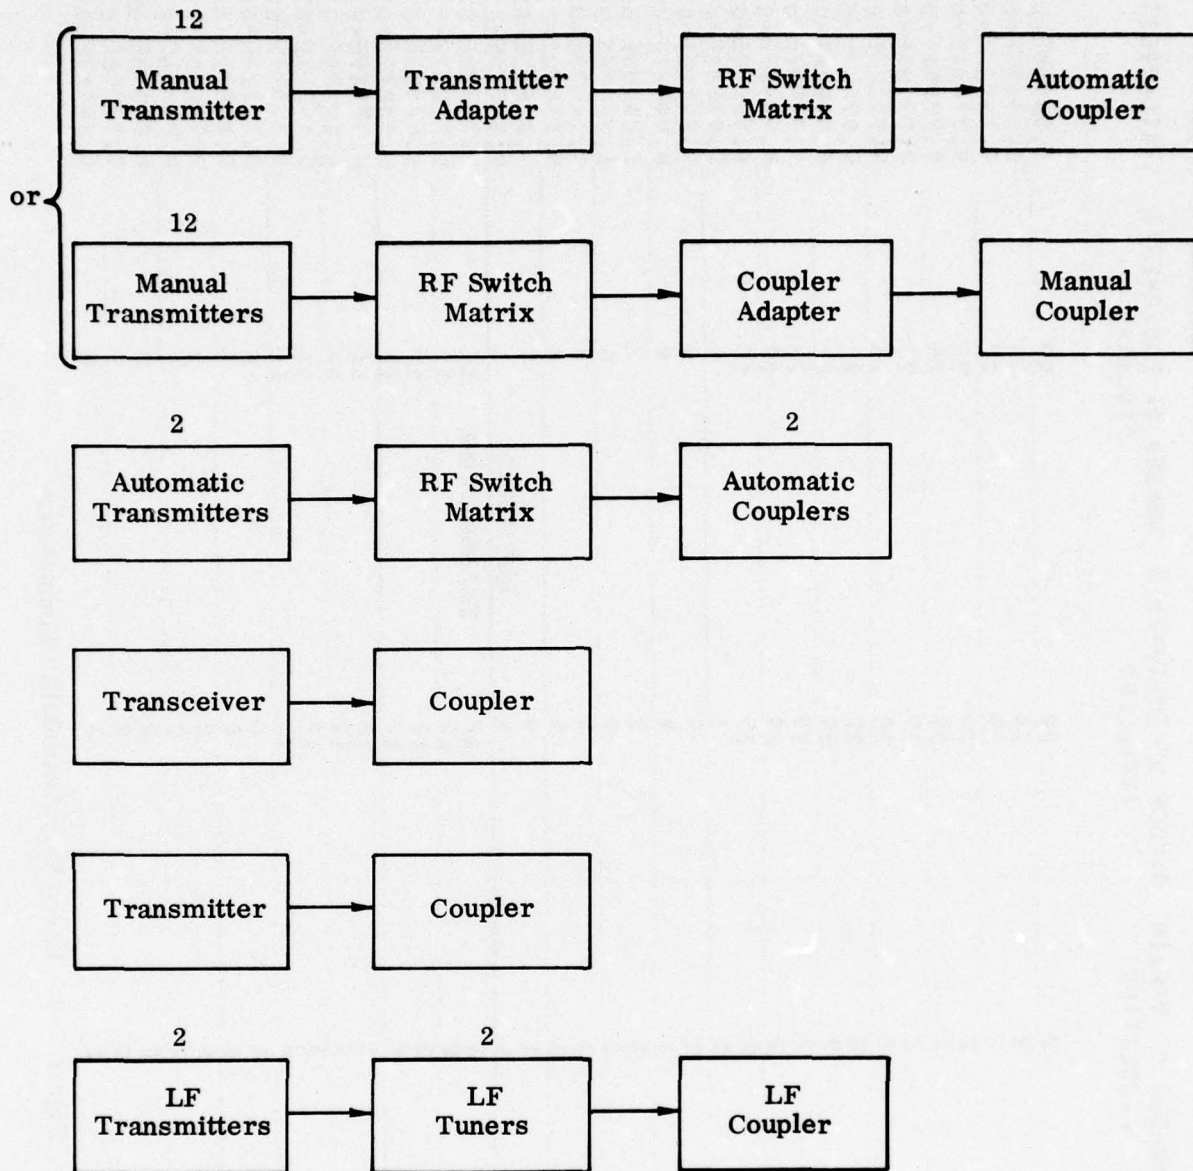 12
Manual
Transmitter
Transmitter
Adapter
RF Switch
Matrix
Automatic
Coupler
or
12
Manual
Transmitters
RF Switch
Matrix
Coupler
Adapter
Manual
Coupler
2
Automatic
Transmitters
RF Switch
Matrix
2
Automatic
Couplers
Transceiver
Coupler
Transmitter
Coupler
2
LF
Transmitters
2
LF
Tuners
LF
Coupler